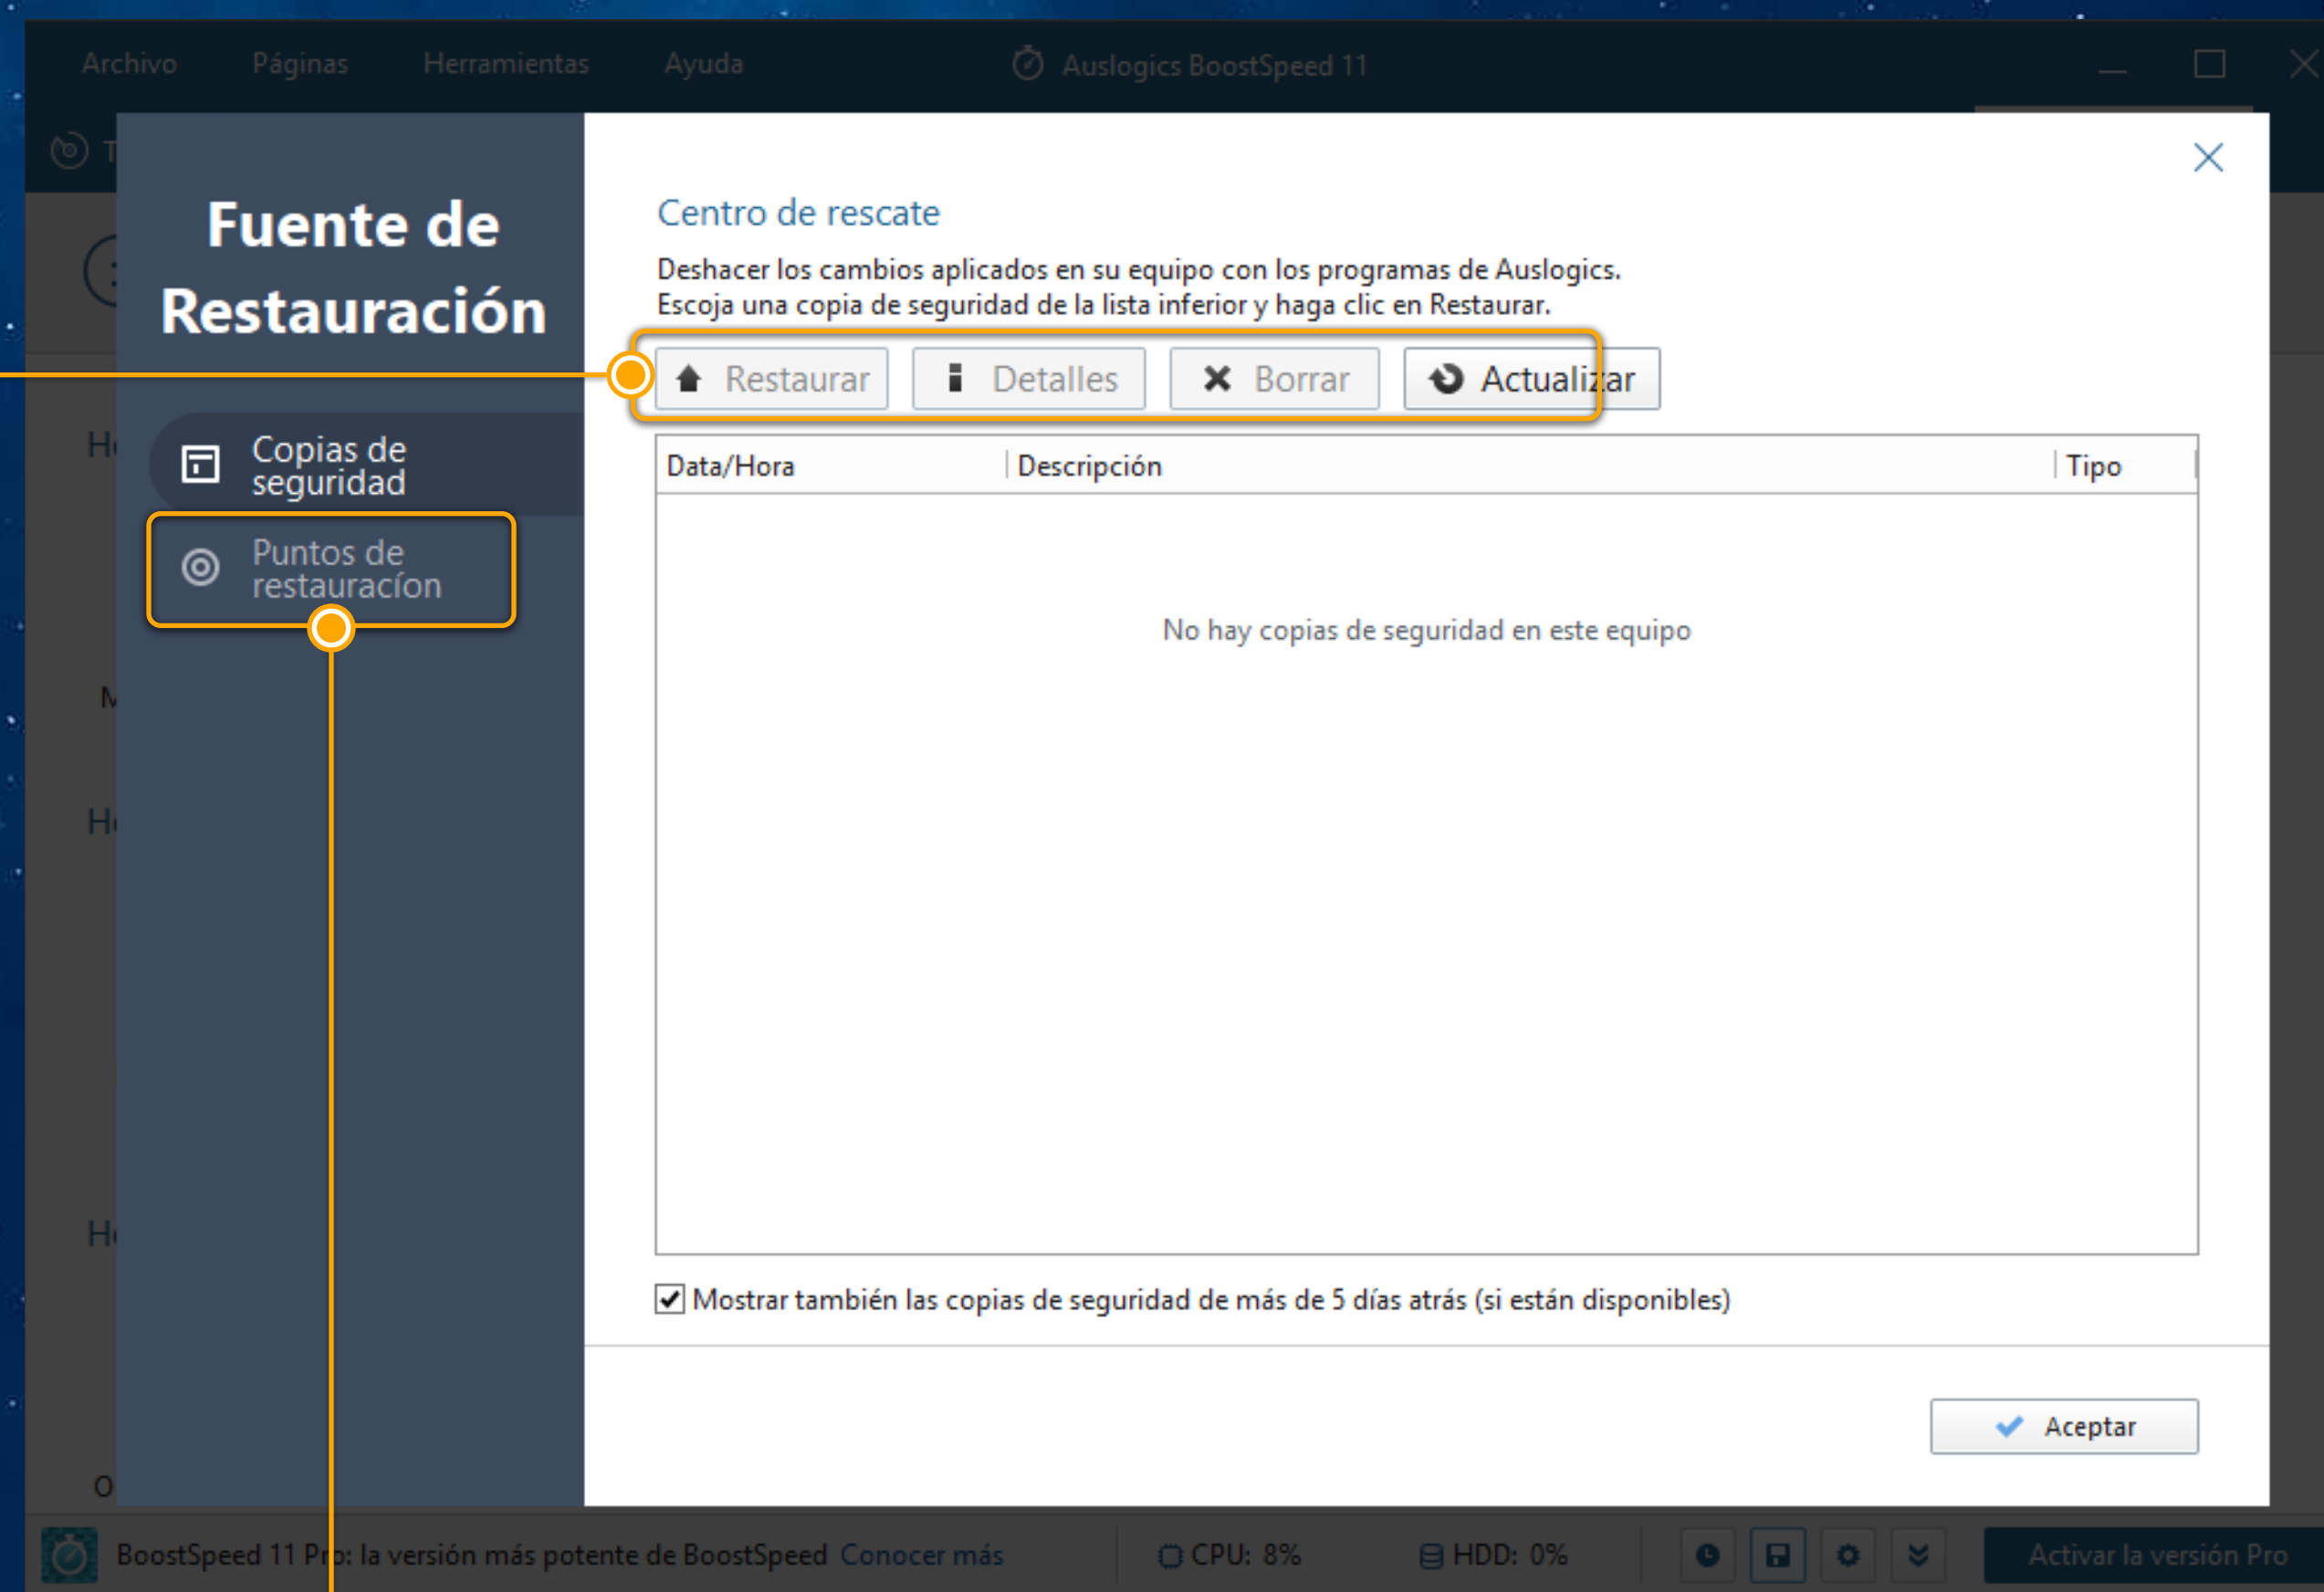 Archivo Páginas Herramientas Ayuda Auslogics BoostSpeed 11
Fuente de
Restauración
Copias de
seguridad
Puntos de
restauracíon
Centro de rescate
Deshacer los cambios aplicados en su equipo con los programas de Auslogics.
Escoja una copia de seguridad de la lista inferior y haga clic en Restaurar.
Restaurar Detalles Borrar Actualizar
Data/Hora Descripción Tipo
No hay copias de seguridad en este equipo
Mostrar también las copias de seguridad de más de 5 días atrás (si están disponibles)
Aceptar
BoostSpeed 11 Pro: la versión más potente de BoostSpeed Conocer más CPU: 8% HDD: 0% Activar la versión Pro